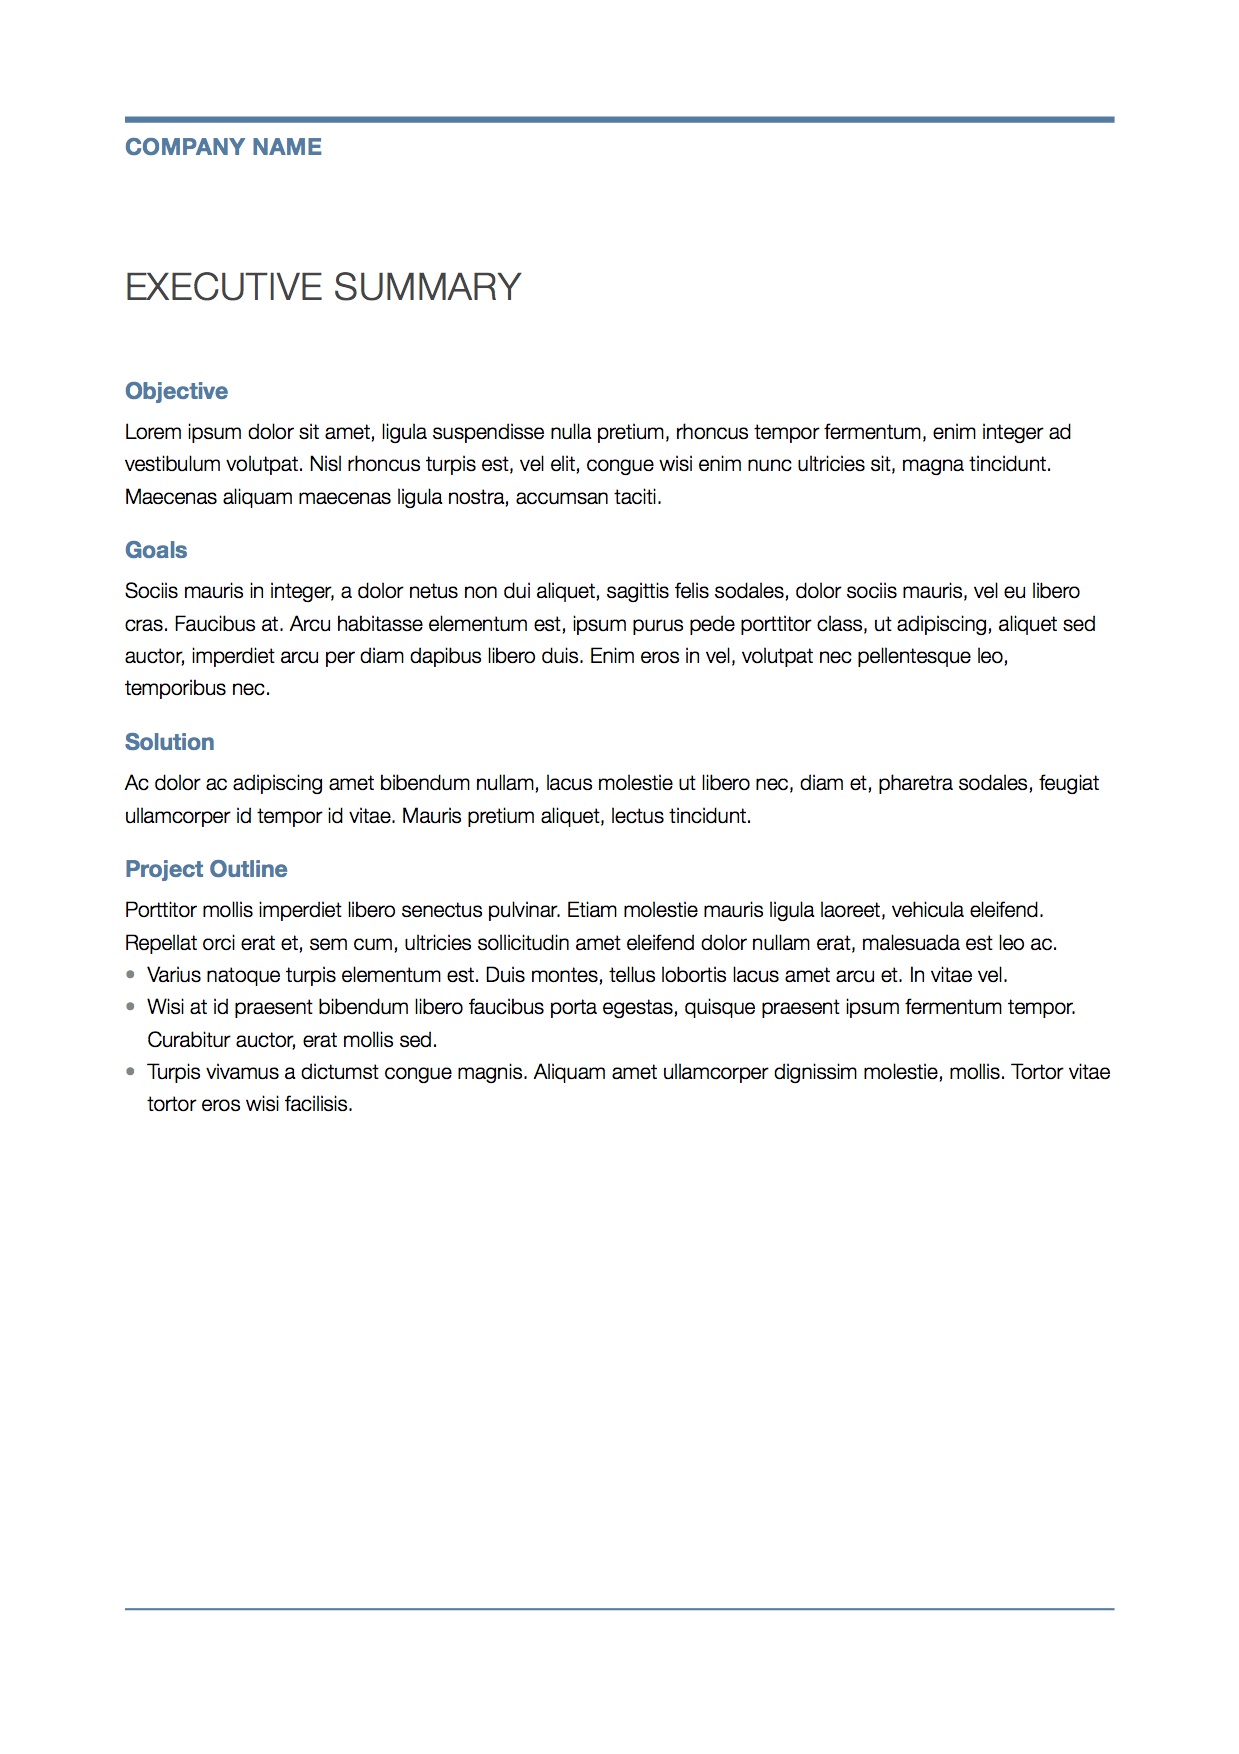 COMPANY NAME
EXECUTIVE SUMMARY
Objective
Lorem ipsum dolor sit amet, ligula suspendisse nulla pretium, rhoncus tempor fermentum, enim integer ad
vestibulum volutpat. Nisl rhoncus turpis est, vel elit, congue wisi enim nunc ultricies sit, magna tincidunt.
Maecenas aliquam maecenas ligula nostra, accumsan taciti.
Goals
Sociis mauris in integer, a dolor netus non dui aliquet, sagittis felis sodales, dolor sociis mauris, vel eu libero
cras. Faucibus at. Arcu habitasse elementum est, ipsum purus pede porttitor class, ut adipiscing, aliquet sed
auctor, imperdiet arcu per diam dapibus libero duis. Enim eros in vel, volutpat nec pellentesque leo,
temporibus nec.
Solution
Ac dolor ac adipiscing amet bibendum nullam, lacus molestie ut libero nec, diam et, pharetra sodales, feugiat
ullamcorper id tempor id vitae. Mauris pretium aliquet, lectus tincidunt.
Project Outline
Porttitor mollis imperdiet libero senectus pulvinar. Etiam molestie mauris ligula laoreet, vehicula eleifend.
Repellat orci erat et, sem cum, ultricies sollicitudin amet eleifend dolor nullam erat, malesuada est leo ac.
• Varius natoque turpis elementum est. Duis montes, tellus lobortis lacus amet arcu et. In vitae vel.
• Wisi at id praesent bibendum libero faucibus porta egestas, quisque praesent ipsum fermentum tempor.
Curabitur auctor, erat mollis sed.
• Turpis vivamus a dictumst congue magnis. Aliquam amet ullamcorper dignissim molestie, mollis. Tortor vitae
tortor eros wisi facilisis.